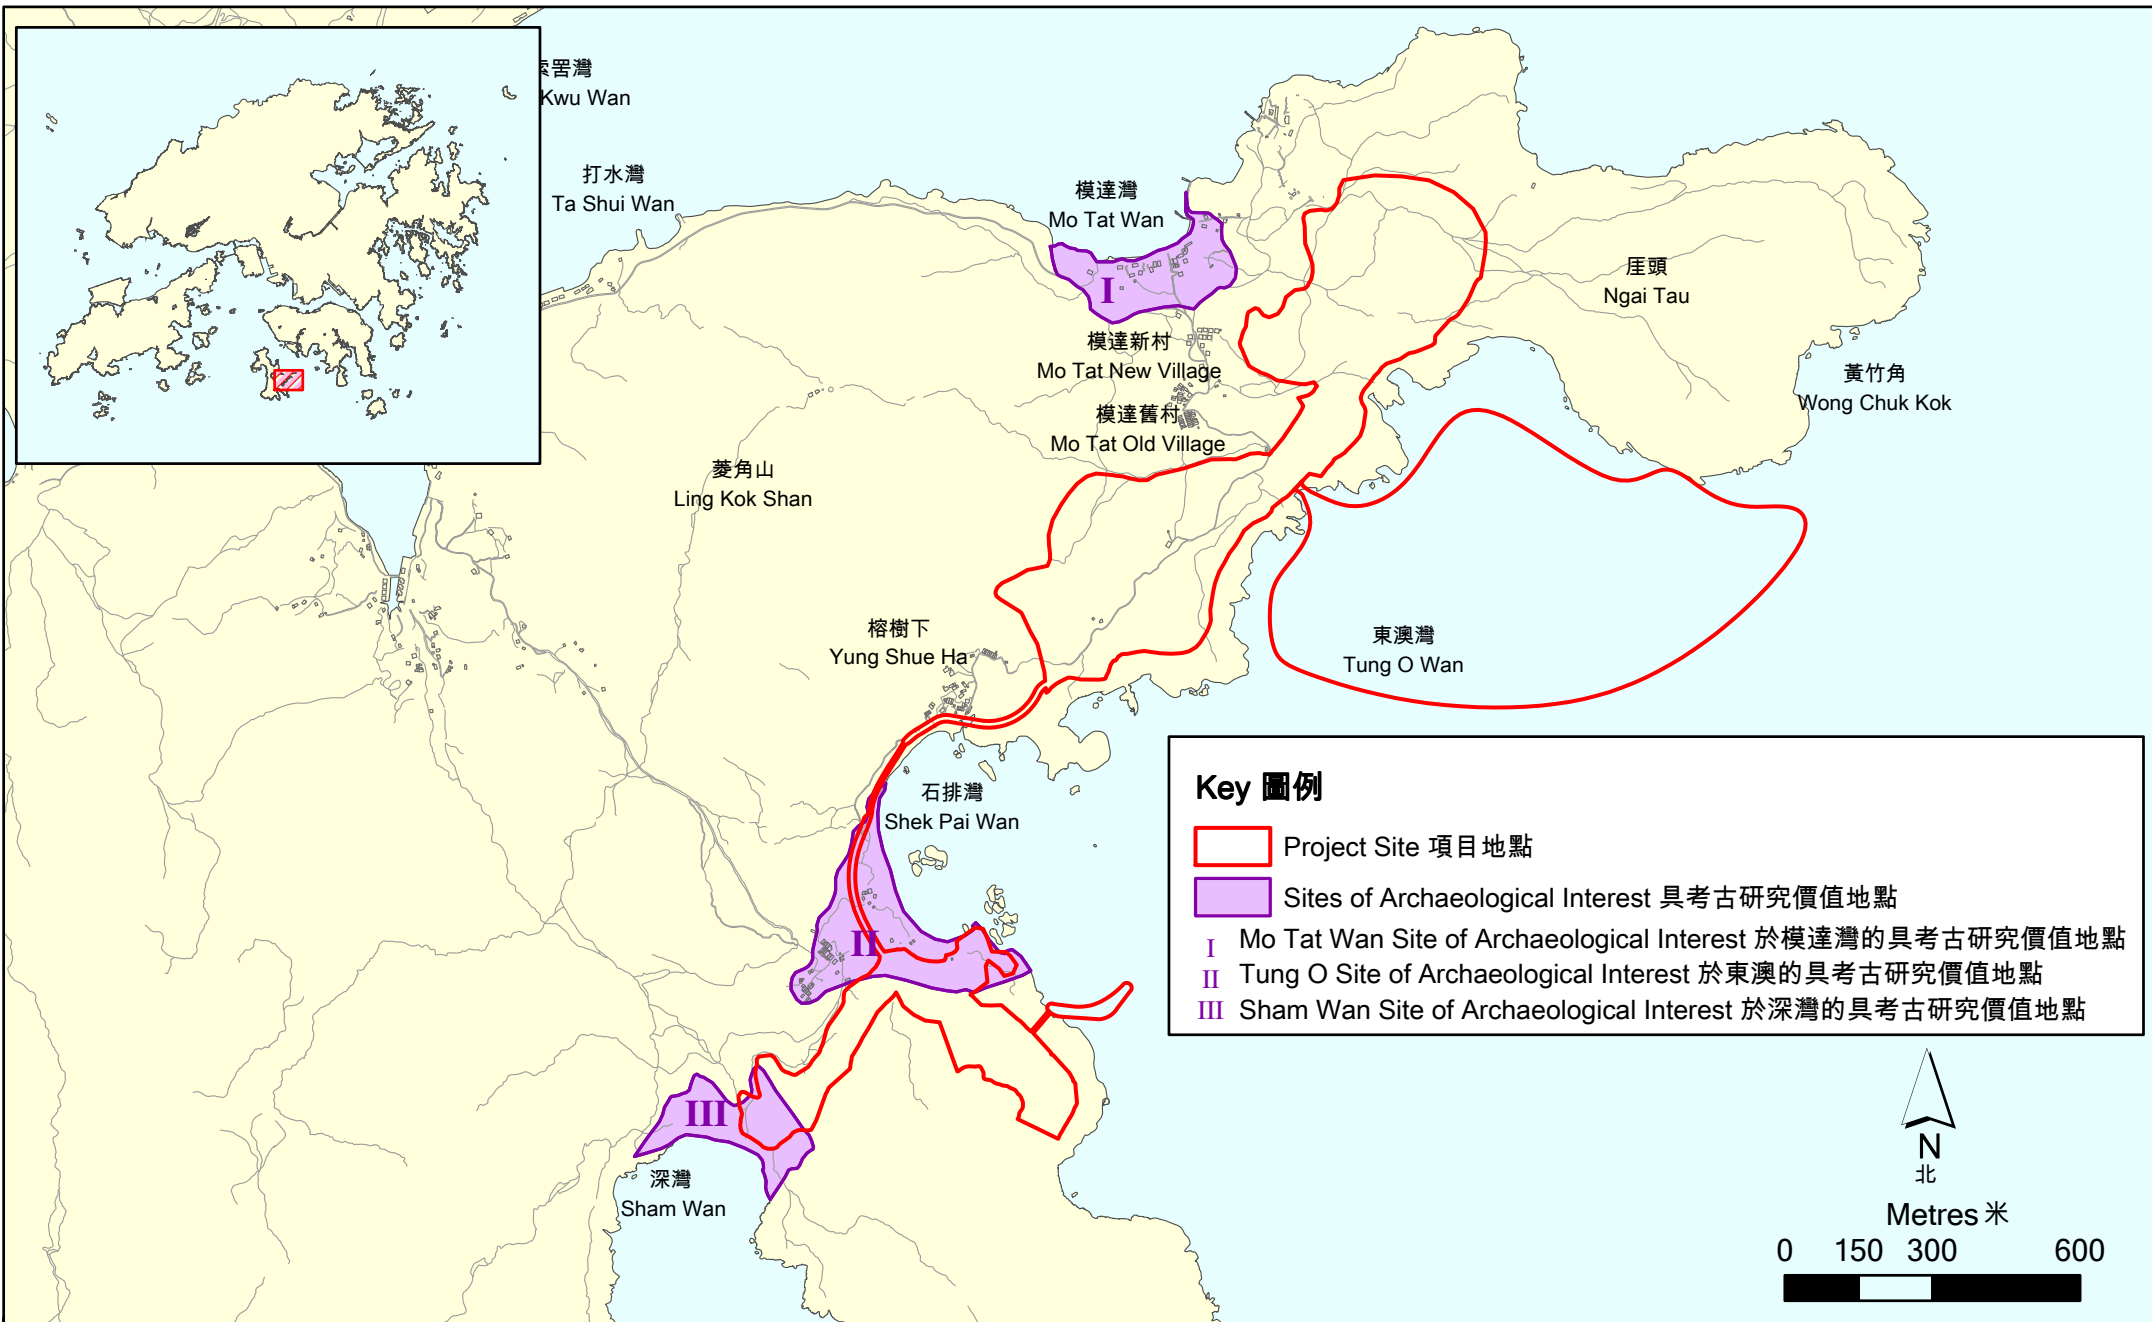 索罟灣
Kwu Wan
打水灣
Ta Shui Wan
模達灣
Mo Tat Wan
I
厓頭
Ngai Tau
模達新村
Mo Tat New Village
黃竹角
Wong Chuk Kok
模達舊村
Mo Tat Old Village
菱角山
Ling Kok Shan
榕樹下
Yung Shue Ha
東澳灣
Tung O Wan
石排灣
Shek Pai Wan
II
III
深灣
Sham Wan
Key 圖例
Project Site 項目地點
Sites of Archaeological Interest 具考古研究價值地點
I Mo Tat Wan Site of Archaeological Interest 於模達灣的具考古研究價值地點
II Tung O Site of Archaeological Interest 於東澳的具考古研究價值地點
III Sham Wan Site of Archaeological Interest 於深灣的具考古研究價值地點
N
北
Metres 米
0 150 300 600